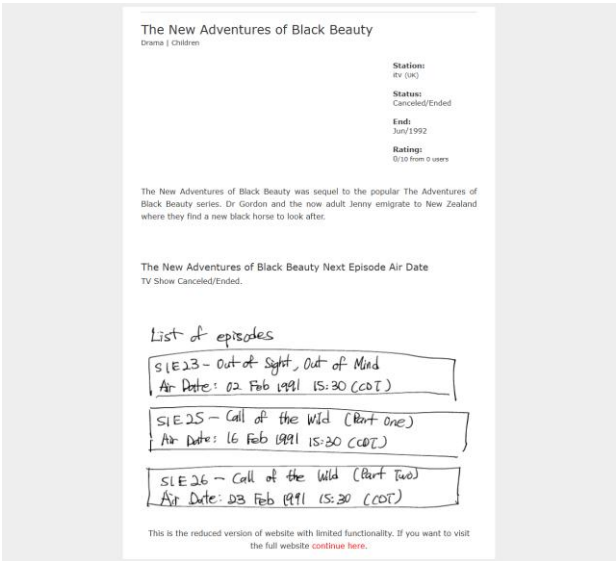 The New Adventures of Black Beauty
Drama | Children
Station:
itv (UK)
Status:
Canceled/Ended
End:
Jun/1992
Rating:
0/10 from 0 users
The New Adventures of Black Beauty was sequel to the popular The Adventures of
Black Beauty series. Dr Gordon and the now adult Jenny emigrate to New Zealand
where they find a new black horse to look after.
The New Adventures of Black Beauty Next Episode Air Date
TV Show Canceled/Ended.
List of episodes
S1E23 - Out of Sight, Out of Mind
Air Date: 02 Feb 1991 15:30 (CDT)
S1E25 - Call of the Wild (Part One)
Air Date: 16 Feb 1991 15:30 (CDT)
S1E26 - Call of the Wild (Part Two)
Air Date: 23 Feb 1991 15:30 (CDT)
This is the reduced version of website with limited functionality. If you want to visit
the full website continue here.